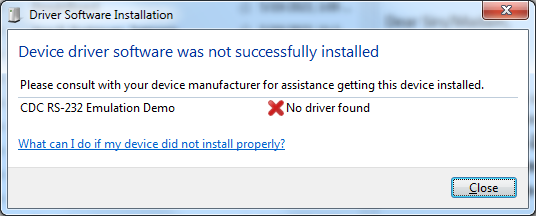 Driver Software Installation
Device driver software was not successfully installed
Please consult with your device manufacturer for assistance getting this device installed.
CDC RS-232 Emulation Demo No driver found
What can I do if my device did not install properly?
Close